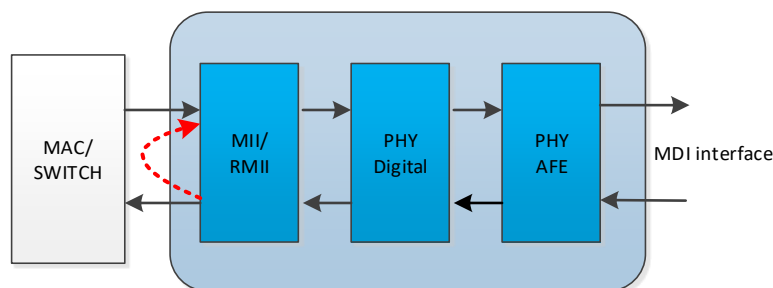 MAC/
SWITCH
MII/
RMII
PHY
Digital
PHY
AFE
MDI interface